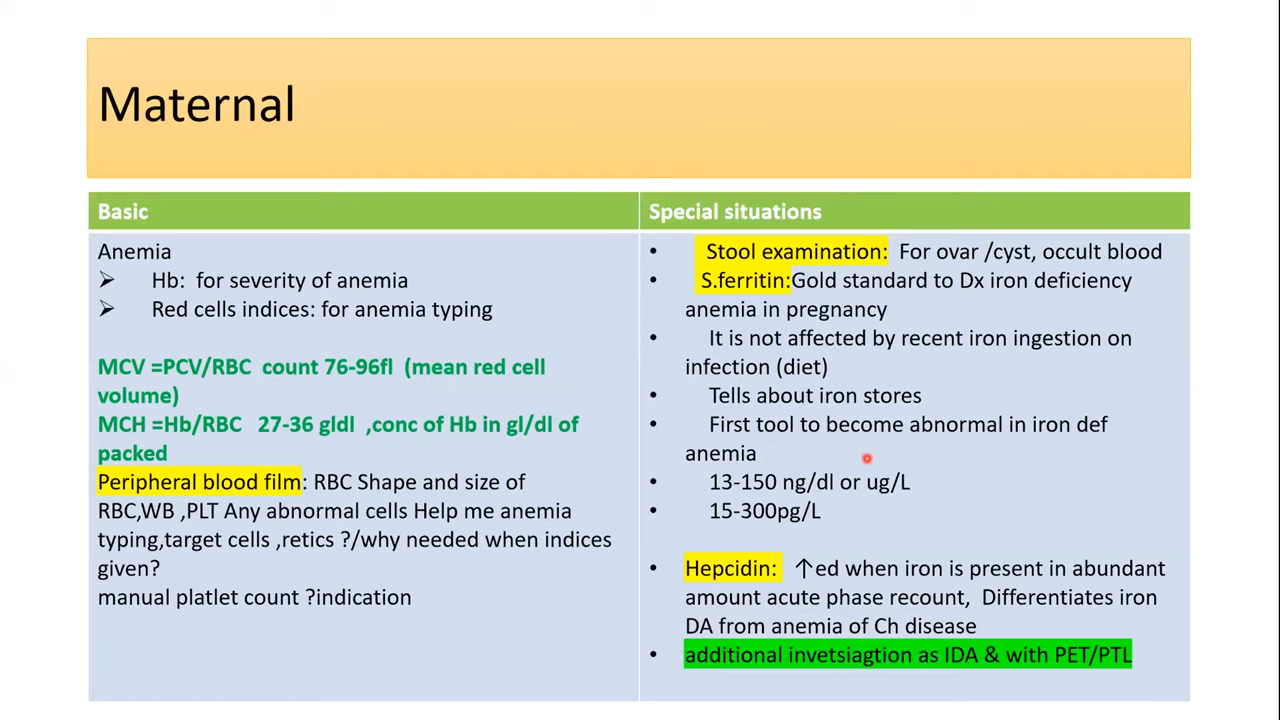 Maternal
Basic
Anemia
➢ Hb: for severity of anemia
➢ Red cells indices: for anemia typing
MCV =PCV/RBC count 76-96fl (mean red cell
volume)
MCH =Hb/RBC 27-36 gldl ,conc of Hb in gl/dl of
packed
Peripheral blood film: RBC Shape and size of
RBC,WB ,PLT Any abnormal cells Help me anemia
typing,target cells ,retics ?/why needed when indices
given?
manual platlet count ?indication
Special situations
• Stool examination: For ovar /cyst, occult blood
• S.ferritin:Gold standard to Dx iron deficiency
anemia in pregnancy
• It is not affected by recent iron ingestion on
infection (diet)
• Tells about iron stores
• First tool to become abnormal in iron def
anemia
• 13-150 ng/dl or ug/L
• 15-300pg/L
• Hepcidin: ↑ed when iron is present in abundant
amount acute phase recount, Differentiates iron
DA from anemia of Ch disease
• additional invetsiagtion as IDA & with PET/PTL